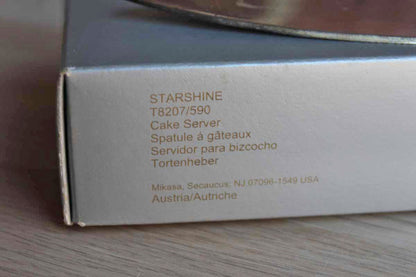 STARSHINE
T8207/590
Cake Server
Spatule á gâteaux
Servidor para bizcocho
Tortenheber
Mikasa, Secaucus, NJ 07096-1549 USA
Austria/Autriche